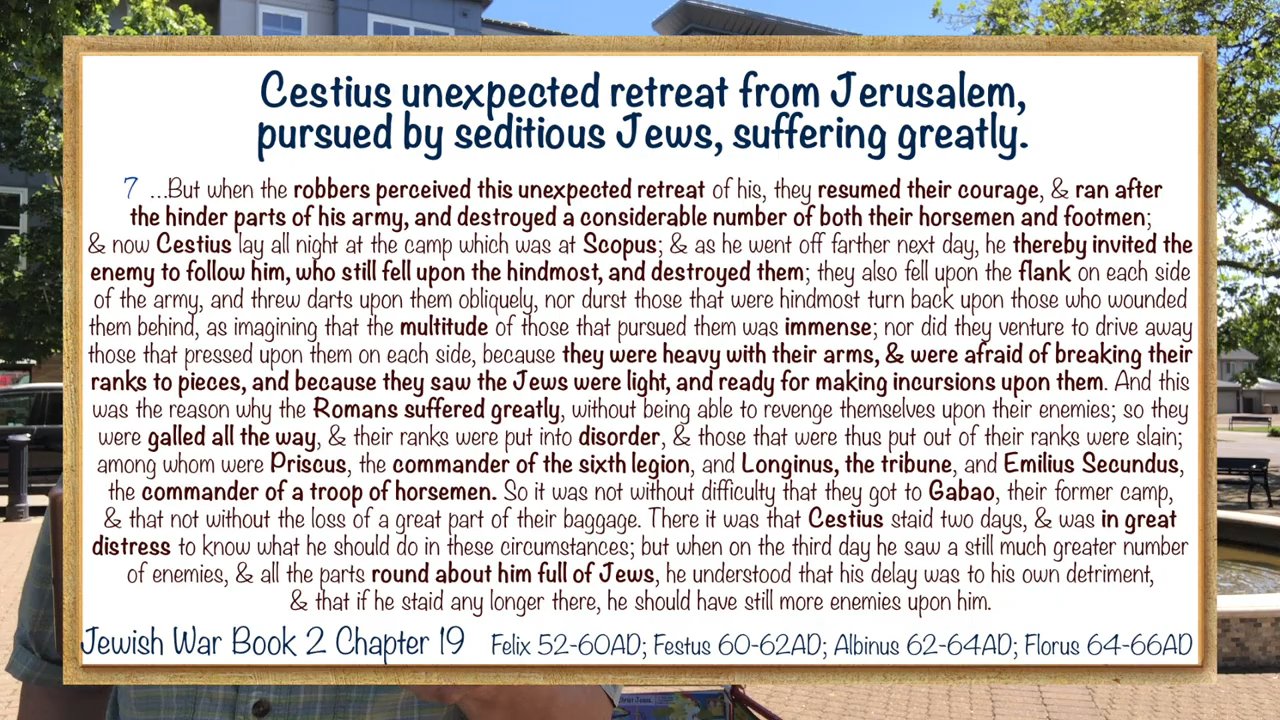 Cestius unexpected retreat from Jerusalem,
pursued by seditious Jews, suffering greatly.
7 ...But when the robbers perceived this unexpected retreat of his, they resumed their courage, & ran after
the hinder parts of his army, and destroyed a considerable number of both their horsemen and footmen;
& now Cestius lay all night at the camp which was at Scopus; & as he went off farther next day, he thereby invited the
enemy to follow him, who still fell upon the hindmost, and destroyed them; they also fell upon the flank on each side
of the army, and threw darts upon them obliquely, nor durst those that were hindmost turn back upon those who wounded
them behind, as imagining that the multitude of those that pursued them was immense; nor did they venture to drive away
those that pressed upon them on each side, because they were heavy with their arms, & were afraid of breaking their
ranks to pieces, and because they saw the Jews were light, and ready for making incursions upon them. And this
was the reason why the Romans suffered greatly, without being able to revenge themselves upon their enemies; so they
were galled all the way, & their ranks were put into disorder, & those that were thus put out of their ranks were slain;
among whom were Priscus, the commander of the sixth legion, and Longinus, the tribune, and Emilius Secundus,
the commander of a troop of horsemen. So it was not without difficulty that they got to Gabao, their former camp,
& that not without the loss of a great part of their baggage. There it was that Cestius staid two days, & was in great
distress to know what he should do in these circumstances; but when on the third day he saw a still much greater number
of enemies, & all the parts round about him full of Jews, he understood that his delay was to his own detriment,
& that if he staid any longer there, he should have still more enemies upon him.
Jewish War Book 2 Chapter 19 Felix 52-60AD; Festus 60-62AD; Albinus 62-64AD; Florus 64-66AD